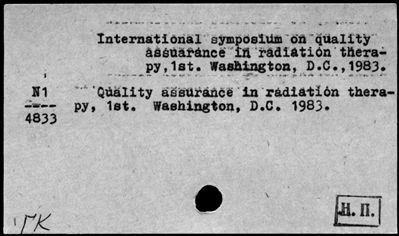 International symposium on quality
assuarance in radiation thera-
py,1st. Washington, D.C.,1983.
N1
----
4833
Quality assurance in radiation thera-
py, 1st. Washington, D.C. 1983.
ГК
Н. П.